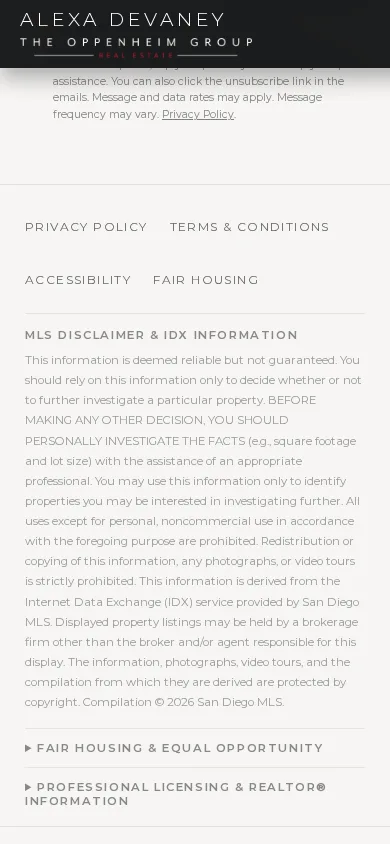 ALEXA DEVANEY
THE OPPENHEIM GROUP
REAL ESTATE
assistance. You can also click the unsubscribe link in the
emails. Message and data rates may apply. Message
frequency may vary. Privacy Policy.
PRIVACY POLICY TERMS & CONDITIONS
ACCESSIBILITY FAIR HOUSING
MLS DISCLAIMER & IDX INFORMATION
This information is deemed reliable but not guaranteed. You
should rely on this information only to decide whether or not
to further investigate a particular property. BEFORE
MAKING ANY OTHER DECISION, YOU SHOULD
PERSONALLY INVESTIGATE THE FACTS (e.g., square footage
and lot size) with the assistance of an appropriate
professional. You may use this information only to identify
properties you may be interested in investigating further. All
uses except for personal, noncommercial use in accordance
with the foregoing purpose are prohibited. Redistribution or
copying of this information, any photographs, or video tours
is strictly prohibited. This information is derived from the
Internet Data Exchange (IDX) service provided by San Diego
MLS. Displayed property listings may be held by a brokerage
firm other than the broker and/or agent responsible for this
display. The information, photographs, video tours, and the
compilation from which they are derived are protected by
copyright. Compilation © 2026 San Diego MLS.
FAIR HOUSING & EQUAL OPPORTUNITY
PROFESSIONAL LICENSING & REALTOR®
INFORMATION